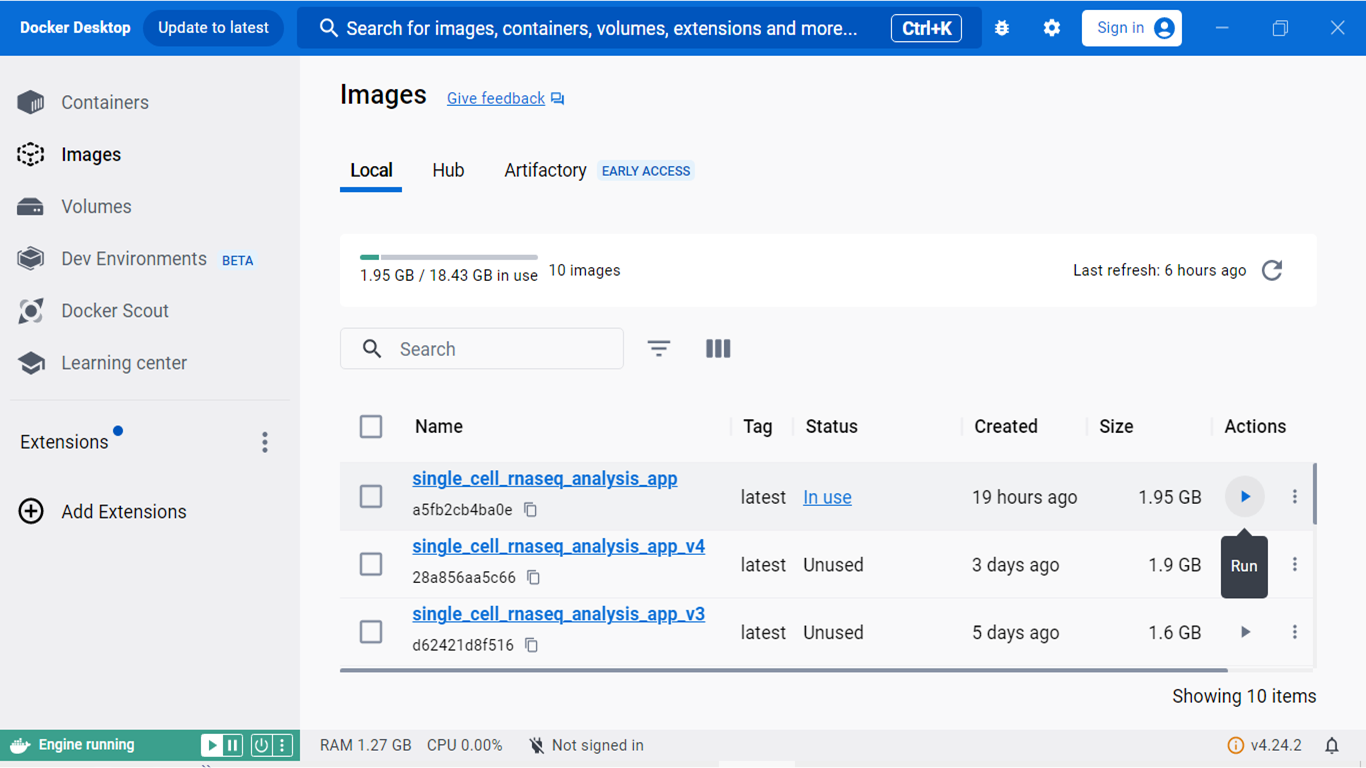 Docker Desktop
Update to latest
Search for images, containers, volumes, extensions and more...
Ctrl+K
Sign in
Containers
Images
Volumes
Dev Environments BETA
Docker Scout
Learning center
Extensions
Add Extensions
Images
Give feedback
Local Hub Artifactory EARLY ACCESS
1.95 GB / 18.43 GB in use
10 images
Last refresh: 6 hours ago
Search
Name Tag Status Created Size Actions
single_cell_rnaseq_analysis_app
a5fb2cb4ba0e
latest In use 19 hours ago 1.95 GB
single_cell_rnaseq_analysis_app_v4
28a856aa5c66
latest Unused 3 days ago 1.9 GB
Run
single_cell_rnaseq_analysis_app_v3
d62421d8f516
latest Unused 5 days ago 1.6 GB
Showing 10 items
Engine running
RAM 1.27 GB CPU 0.00% Not signed in
v4.24.2